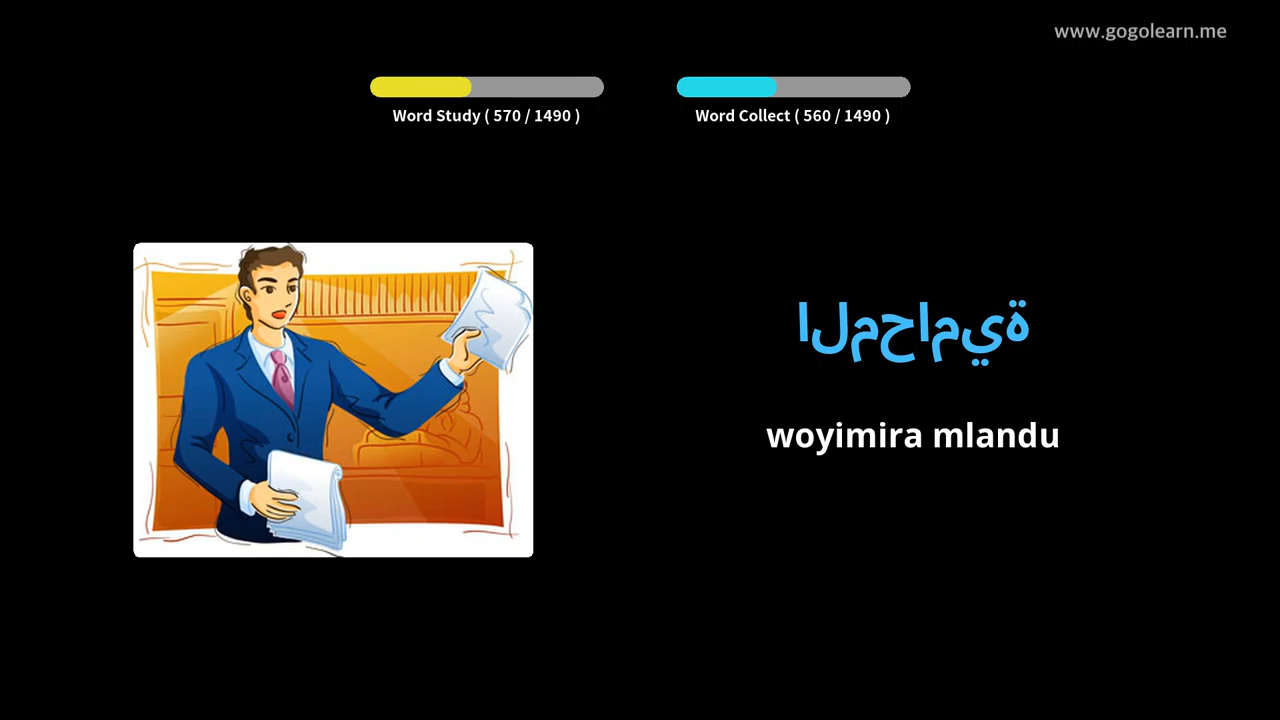 www.gogolearn.me
Word Study ( 570 / 1490 )
Word Collect ( 560 / 1490 )
المحامية
woyimira mlandu